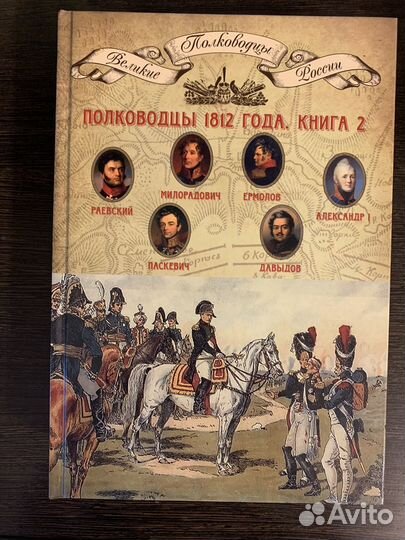 Великие Полководцы России
ПОЛКОВОДЦЫ 1812 ГОДА. КНИГА 2
РАЕВСКИЙ
МИЛОРАДОВИЧ
ЕРМОЛОВ
АЛЕКСАНДР I
ПАСКЕВИЧ
ДАВЫДОВ
Avito